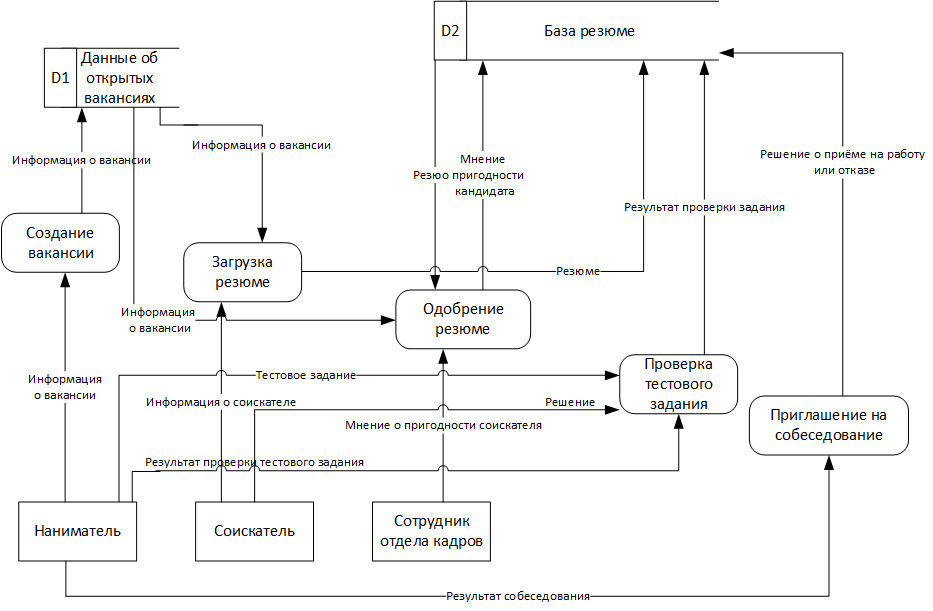 D2
База резюме
D1
Данные об
открытых
вакансиях
Информация о вакансии
Информация о вакансии
Мнение
Резюо пригодности
кандидата
Решение о приёме на работу
или отказе
Результат проверки задания
Создание
вакансии
Загрузка
резюме
Резюме
Информация
о вакансии
Одобрение
резюме
Информация
о вакансии
Тестовое задание
Проверка
тестового
задания
Информация о соискателе
Решение
Мнение о пригодности соискателя
Приглашение на
собеседование
Результат проверки тестового задания
Наниматель
Соискатель
Сотрудник
отдела кадров
Результат собеседования